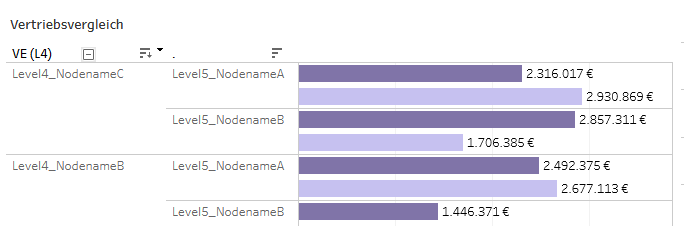 Vertriebsvergleich
VE (L4) .
Level4_NodenameC Level5_NodenameA 2.316.017 €
2.930.869 €
Level5_NodenameB 2.857.311 €
1.706.385 €
Level4_NodenameB Level5_NodenameA 2.492.375 €
2.677.113 €
Level5_NodenameB 1.446.371 €